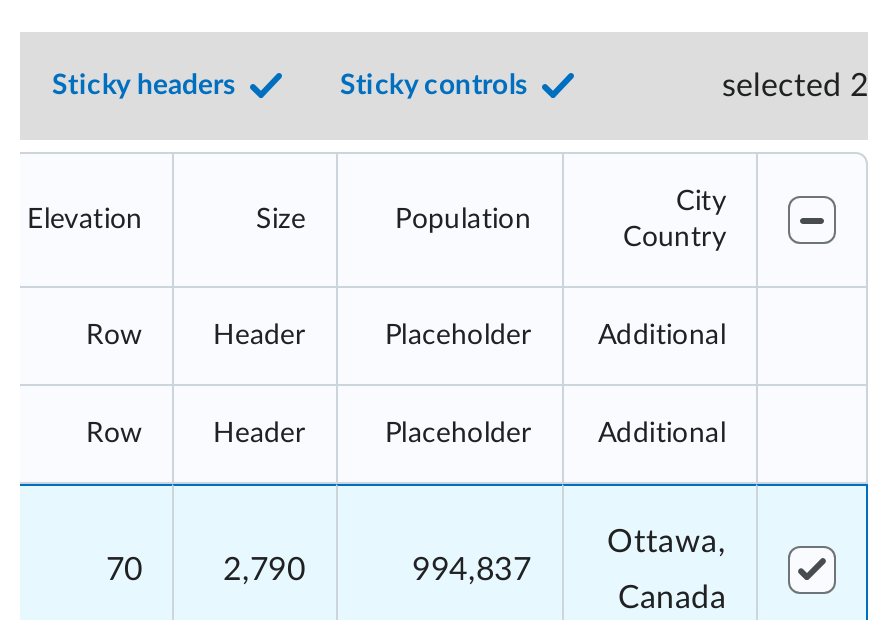 Sticky headers Sticky controls selected 2
Elevation Size Population City
Country
Row Header Placeholder Additional
Row Header Placeholder Additional
70 2,790 994,837 Ottawa,
Canada